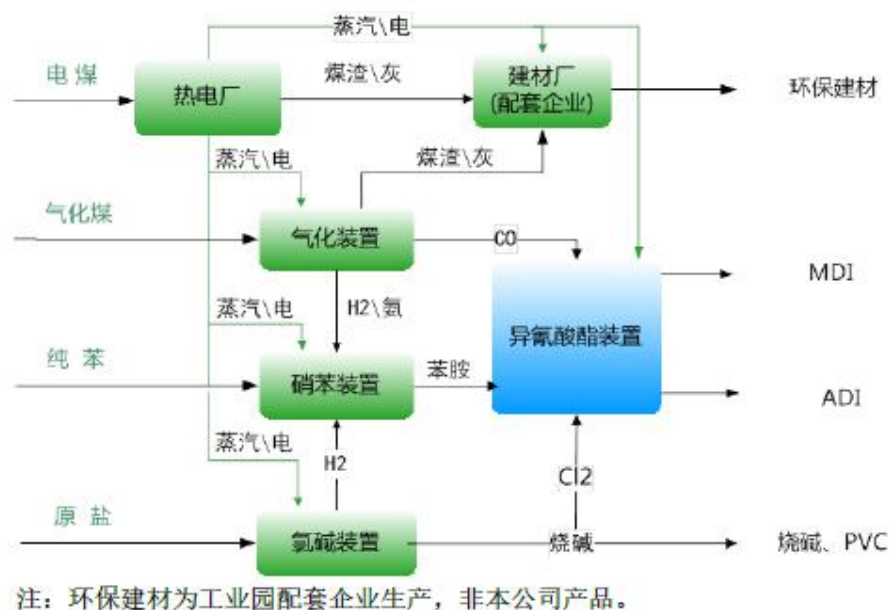 蒸汽\电
电煤
热电厂
煤渣\灰
建材厂
(配套企业)
环保建材
蒸汽\电
煤渣\灰
气化煤
气化装置
CO
MDI
蒸汽\电
H2\氨
异氰酸酯装置
纯苯
硝苯装置
苯胺
ADI
蒸汽\电
H2
Cl2
原盐
氯碱装置
烧碱
烧碱、PVC
注：环保建材为工业园配套企业生产，非本公司产品。